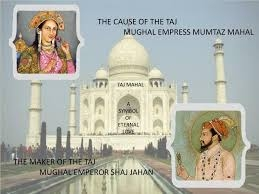 THE CAUSE OF THE TAJ
MUGHAL EMPRESS MUMTAZ MAHAL
TAJ MAHAL
A
SYMBOL
OF
ETERNAL
LOVE
THE MAKER OF THE TAJ
MUGHAL EMPEROR SHAJ JAHAN